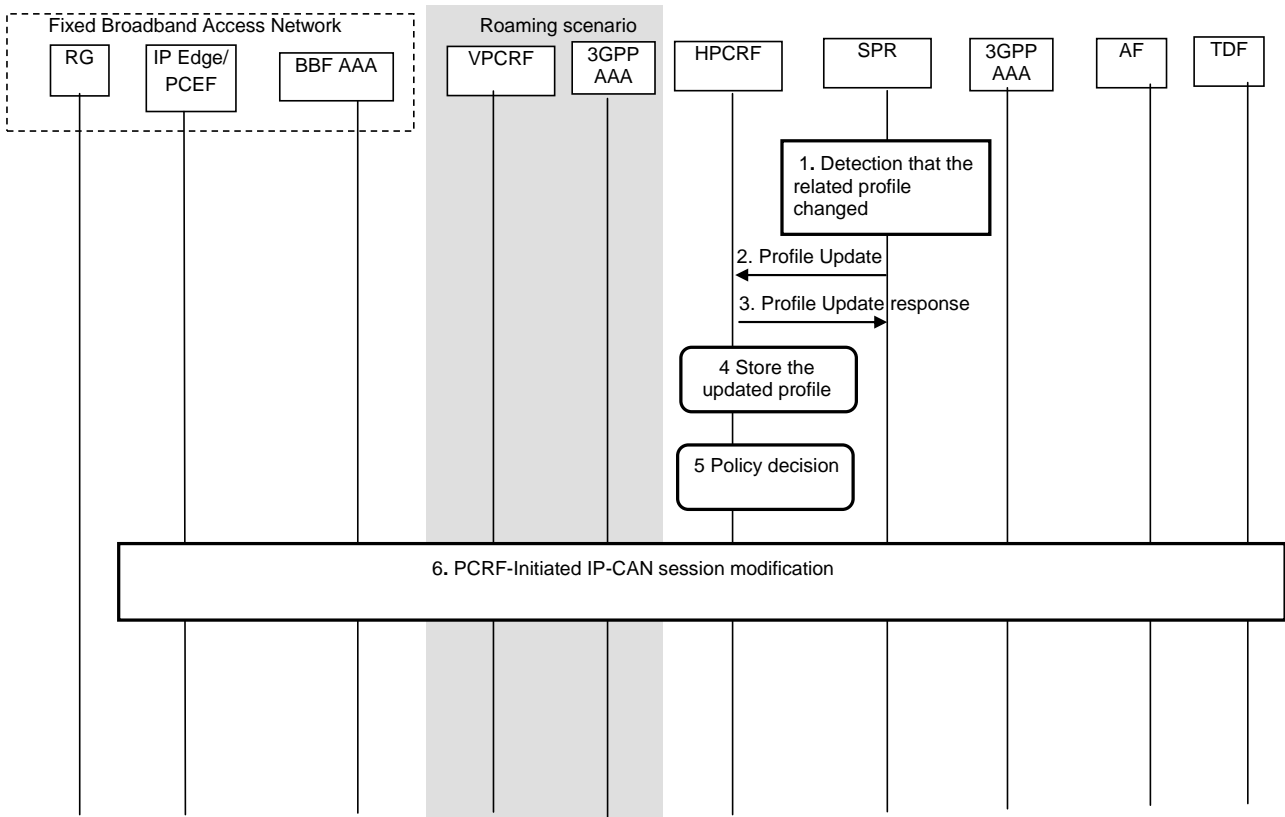 Fixed Broadband Access Network
Roaming scenario
RG
IP Edge/
PCEF
BBF AAA
VPCRF
3GPP
AAA
HPCRF
SPR
3GPP
AAA
AF
TDF
1. Detection that the
related profile
changed
2. Profile Update
3. Profile Update response
4 Store the
updated profile
5 Policy decision
6. PCRF-Initiated IP-CAN session modification